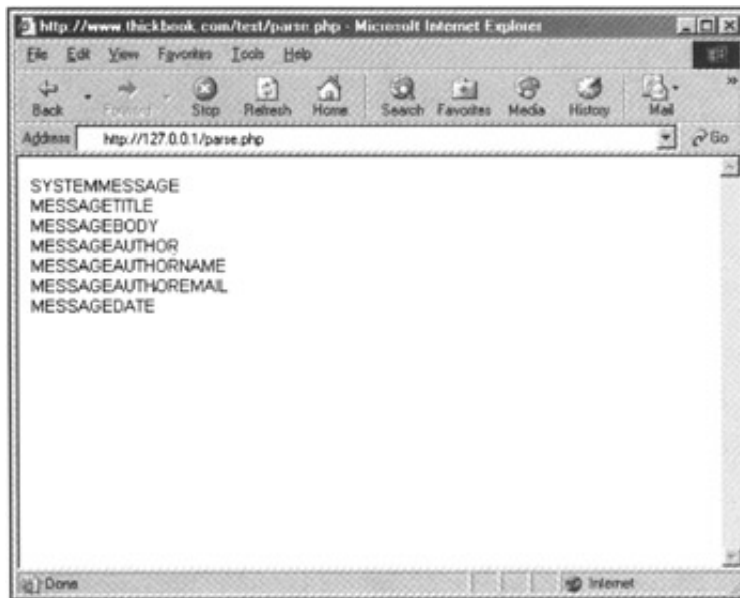 http://www.thickbook.com/test/parse.php - Microsoft Internet Explorer
File Edit View Favorites Tools Help
Back Forward Stop Refresh Home Search Favorites Media History Mail »
Address http://127.0.0.1/parse.php Go
SYSTEMMESSAGE
MESSAGETITLE
MESSAGEBODY
MESSAGEAUTHOR
MESSAGEAUTHORNAME
MESSAGEAUTHOREMAIL
MESSAGEDATE
Done Internet